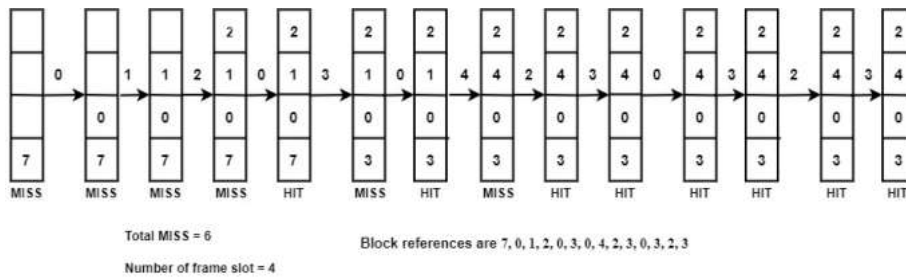 2 2 2 2 2 2 2 2 2 2 2
0 1 1 2 1 0 1 3 1 0 1 4 4 2 4 3 4 0 4 3 4 2 4 3 4
0 0 0 0 0 0 0 0 0 0 0 0 0
7 7 7 7 7 3 3 3 3 3 3 3 3 3
MISS MISS MISS MISS HIT MISS HIT MISS HIT HIT HIT HIT HIT HIT
Total MISS = 6
Block references are 7, 0, 1, 2, 0, 3, 0, 4, 2, 3, 0, 3, 2, 3
Number of frame slot = 4